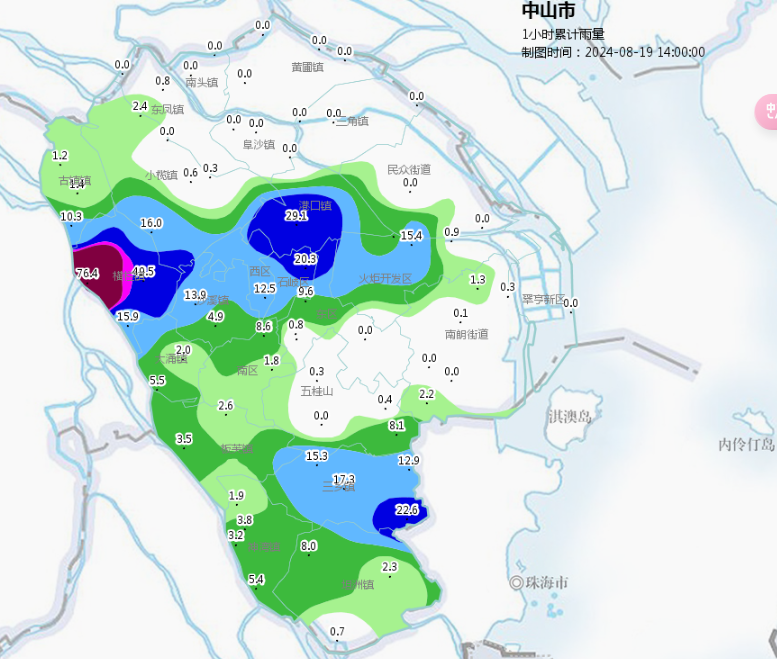 中山市
1小时累计雨量
制图时间：2024-08-19 14:00:00
0.0
0.0
0.0
0.0
0.0
0.0
黄圃镇
0.0
0.8
南头镇
0.0
2.4
东凤镇
0.0
0.0
三角镇
0.0
0.0
0.0
阜沙镇
0.0
1.2
古镇镇
1.4
小榄镇
0.6
0.3
民众街道
0.0
港口镇
29.1
10.3
16.0
0.0
0.9
15.4
20.3
76.4
横栏镇
49.5
西区
石岐区
火炬开发区
1.3
0.3
翠亨新区
0.0
12.5
9.6
13.9
沙溪镇
4.9
15.9
东区
0.1
8.6
0.8
0.0
南朗街道
2.0
大涌镇
1.8
南区
0.3
0.0
0.0
5.5
五桂山
0.4
2.2
2.6
0.0
淇澳岛
8.1
3.5
板芙镇
内伶仃岛
15.3
12.9
17.3
三乡镇
1.9
22.6
3.8
3.2
神湾镇
8.0
2.3
5.4
坦洲镇
珠海市
0.7